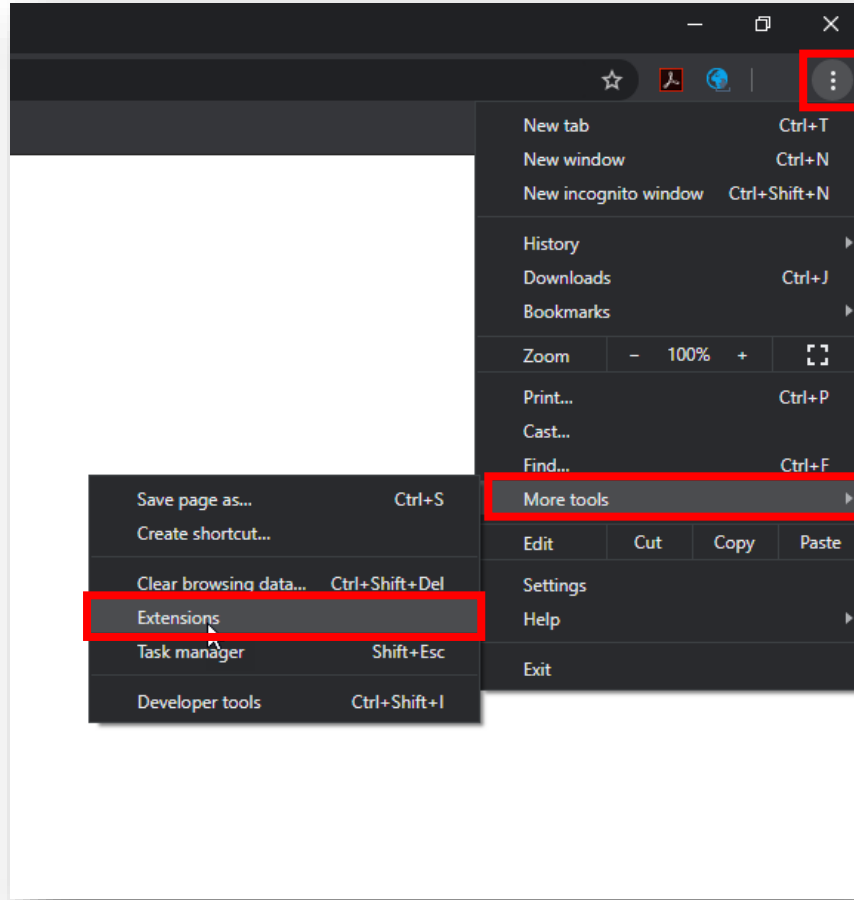 New tab Ctrl+T
New window Ctrl+N
New incognito window Ctrl+Shift+N
History
Downloads Ctrl+J
Bookmarks
Zoom - 100% +
Print... Ctrl+P
Cast...
Find... Ctrl+F
More tools
Edit Cut Copy Paste
Settings
Help
Exit
Save page as... Ctrl+S
Create shortcut...
Clear browsing data... Ctrl+Shift+Del
Extensions
Task manager Shift+Esc
Developer tools Ctrl+Shift+I